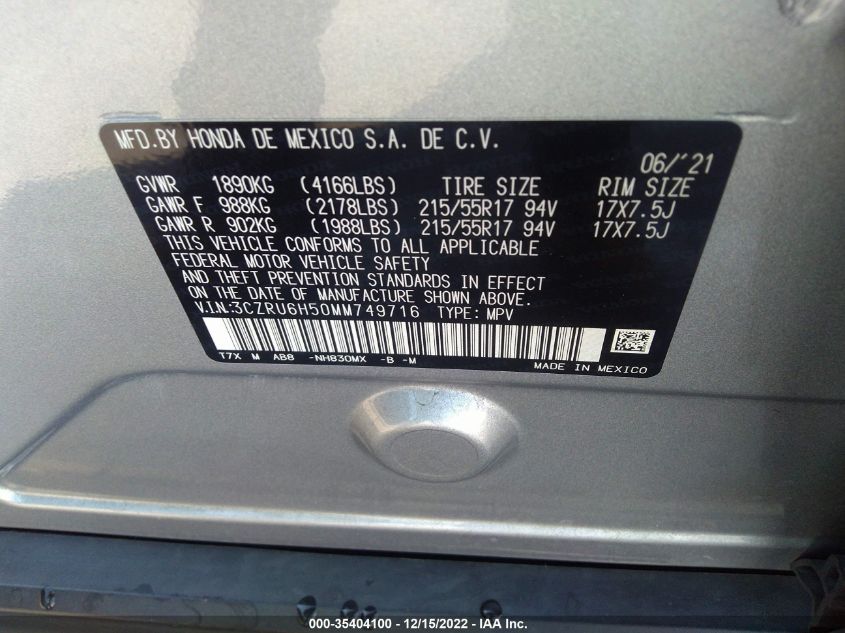 MFD.BY HONDA DE MEXICO S.A. DE C.V.
06/'21
GVWR 1890KG (4166LBS) TIRE SIZE RIM SIZE
GAWR F 988KG (2178LBS) 215/55R17 94V 17X7.5J
GAWR R 902KG (1988LBS) 215/55R17 94V 17X7.5J
THIS VEHICLE CONFORMS TO ALL APPLICABLE
FEDERAL MOTOR VEHICLE SAFETY
AND THEFT PREVENTION STANDARDS IN EFFECT
ON THE DATE OF MANUFACTURE SHOWN ABOVE.
V.I.N:3CZRU6H50MM749716 TYPE: MPV
T7X M AB8 -NH830MX -B -M
MADE IN MEXICO
000-35404100 - 12/15/2022 - IAA Inc.